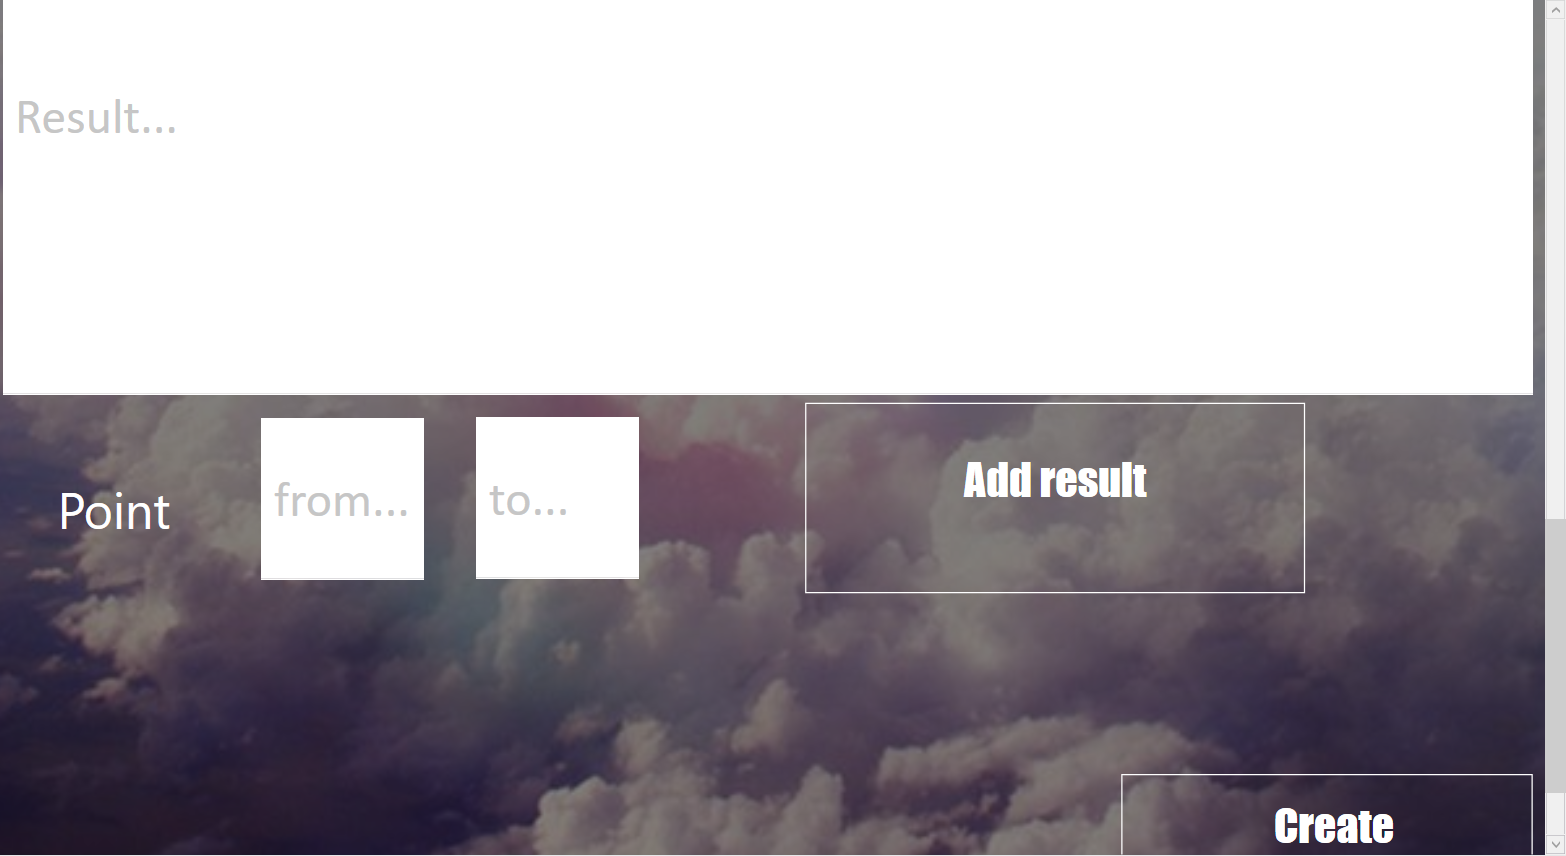 Result...
Point
from...
to...
Add result
Create